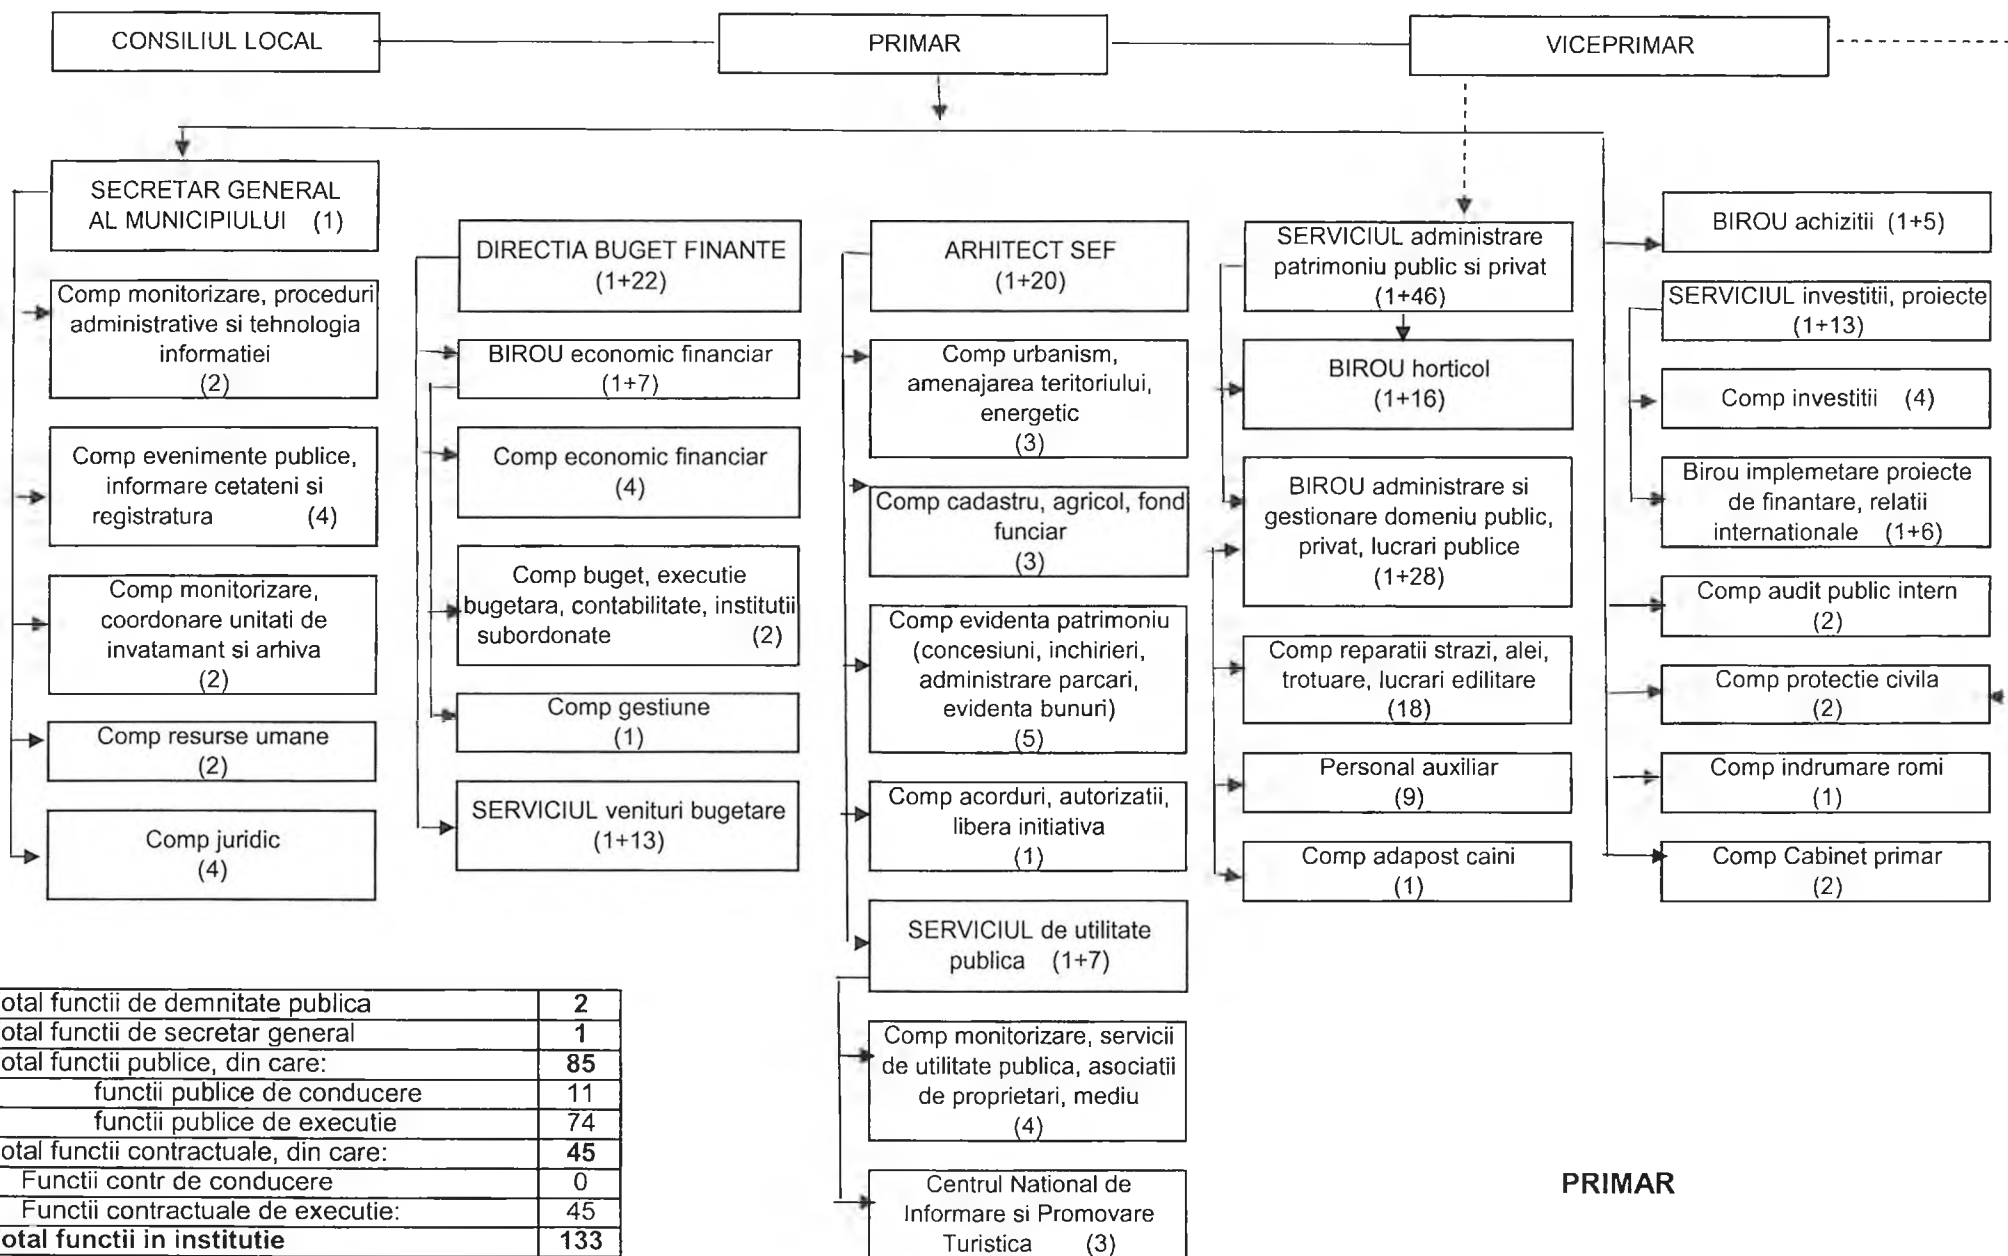 CONSILIUL LOCAL
PRIMAR
VICEPRIMAR
SECRETAR GENERAL
AL MUNICIPIULUI (1)
Comp monitorizare, proceduri
administrative si tehnologia
informatiei
(2)
Comp evenimente publice,
informare cetateni si
registratura (4)
Comp monitorizare,
coordonare unitati de
invatamant si arhiva
(2)
Comp resurse umane
(2)
Comp juridic
(4)
DIRECTIA BUGET FINANTE
(1+22)
BIROU economic financiar
(1+7)
Comp economic financiar
(4)
Comp buget, executie
bugetara, contabilitate, institutii
subordonate (2)
Comp gestiune
(1)
SERVICIUL venituri bugetare
(1+13)
ARHITECT SEF
(1+20)
Comp urbanism,
amenajarea teritoriului,
energetic
(3)
Comp cadastru, agricol, fond
funciar
(3)
Comp evidenta patrimoniu
(concesiuni, inchirieri,
administrare parcari,
evidenta bunuri)
(5)
Comp acorduri, autorizatii,
libera initiativa
(1)
SERVICIUL de utilitate
publica (1+7)
Comp monitorizare, servicii
de utilitate publica, asociatii
de proprietari, mediu
(4)
Centrul National de
Informare si Promovare
Turistica (3)
SERVICIUL administrare
patrimoniu public si privat
(1+46)
BIROU horticol
(1+16)
BIROU administrare si
gestionare domeniu public,
privat, lucrari publice
(1+28)
Comp reparatii strazi, alei,
trotuare, lucrari edilitare
(18)
Personal auxiliar
(9)
Comp adapost caini
(1)
BIROU achizitii (1+5)
SERVICIUL investitii, proiecte
(1+13)
Comp investitii (4)
Birou implemetare proiecte
de finantare, relatii
internationale (1+6)
Comp audit public intern
(2)
Comp protectie civila
(2)
Comp indrumare romi
(1)
Comp Cabinet primar
(2)
otal functii de demnitate publica 2
otal functii de secretar general 1
otal functii publice, din care: 85
functii publice de conducere 11
functii publice de executie 74
otal functii contractuale, din care: 45
Functii contr de conducere 0
Functii contractuale de executie: 45
otal functii in institutie 133
PRIMAR